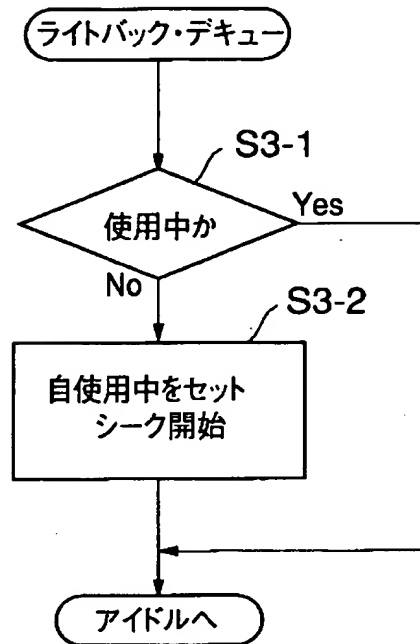 ライトバック・デキュー
S3-1
使用中か
Yes
No
S3-2
自使用中をセット
シーク開始
アイドルへ